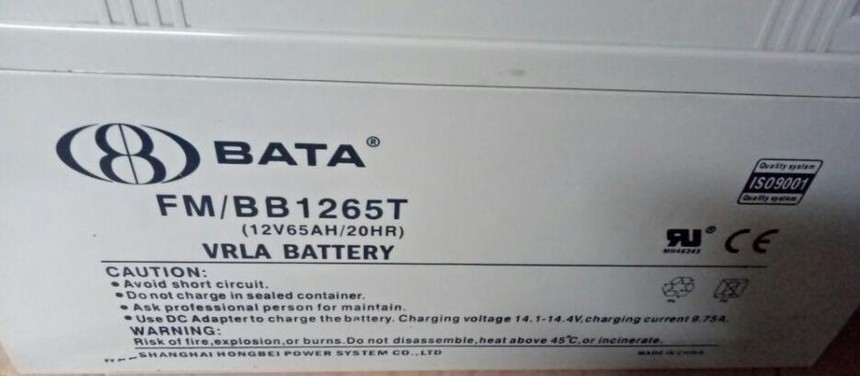 BATA®
FM/BB1265T
(12V65AH/20HR)
VRLA BATTERY
Quality system
ISO9001
Quality system
CE
CAUTION:
• Avoid short circuit.
• Do not charge in sealed container.
• Ask professional person for maintain.
• Use DC Adapter to charge the battery. Charging voltage 14.1-14.4V,charging current 9.75A.
WARNING:
Risk of fire,explosion,or burns.Do not disassemble,heat above 45℃,or incinerate.
SHANGHAI HONGBEI POWER SYSTEM CO.,LTD
MADE IN CHINA